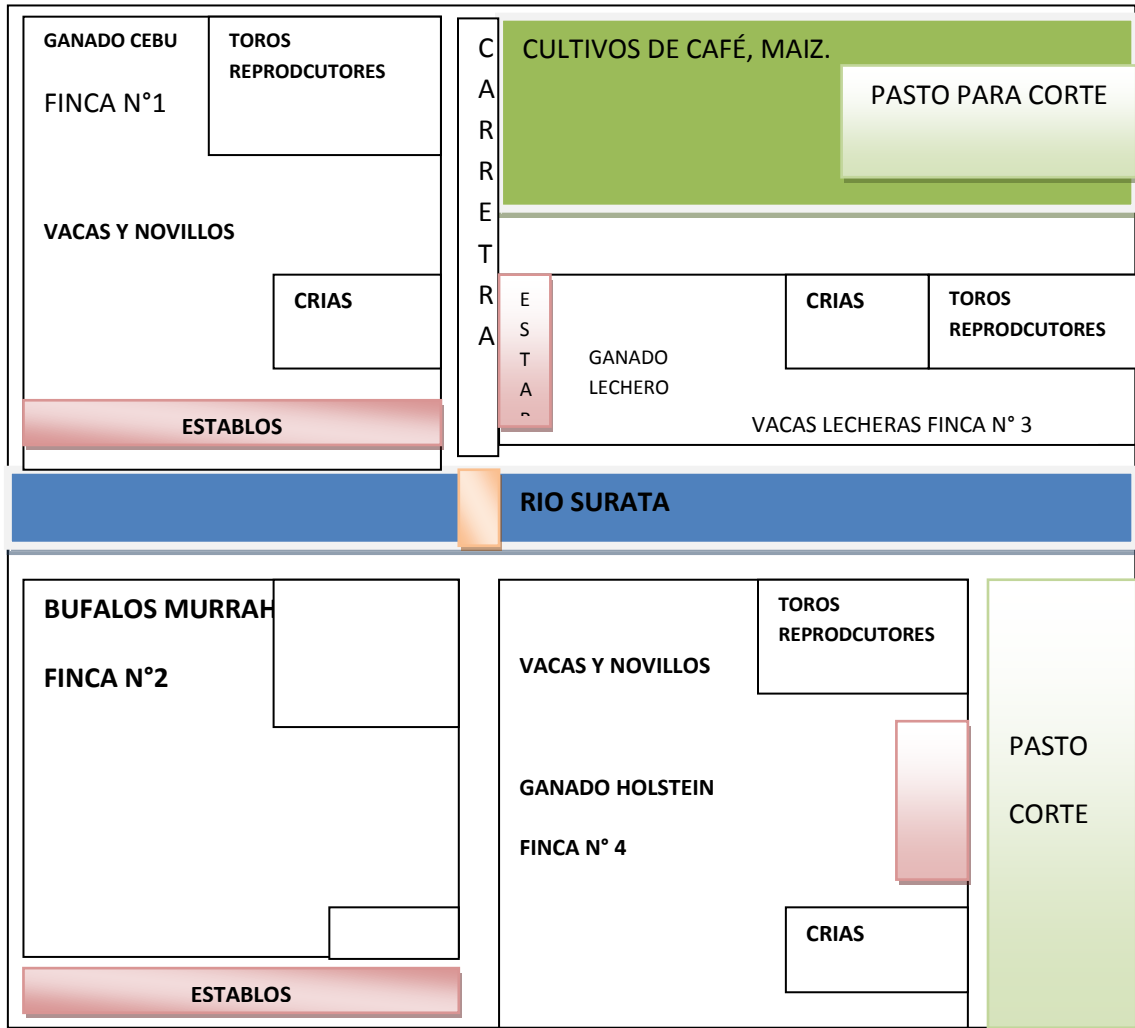 GANADO CEBU
FINCA N°1
TOROS
REPRODCUTORES
VACAS Y NOVILLOS
CRIAS
ESTABLOS
C
A
R
R
E
T
R
A
CULTIVOS DE CAFÉ, MAIZ.
PASTO PARA CORTE
E
S
T
A
GANADO
LECHERO
CRIAS
TOROS
REPRODCUTORES
VACAS LECHERAS FINCA N° 3
RIO SURATA
BUFALOS MURRAH
FINCA N°2
ESTABLOS
VACAS Y NOVILLOS
TOROS
REPRODCUTORES
GANADO HOLSTEIN
FINCA N° 4
CRIAS
PASTO
CORTE